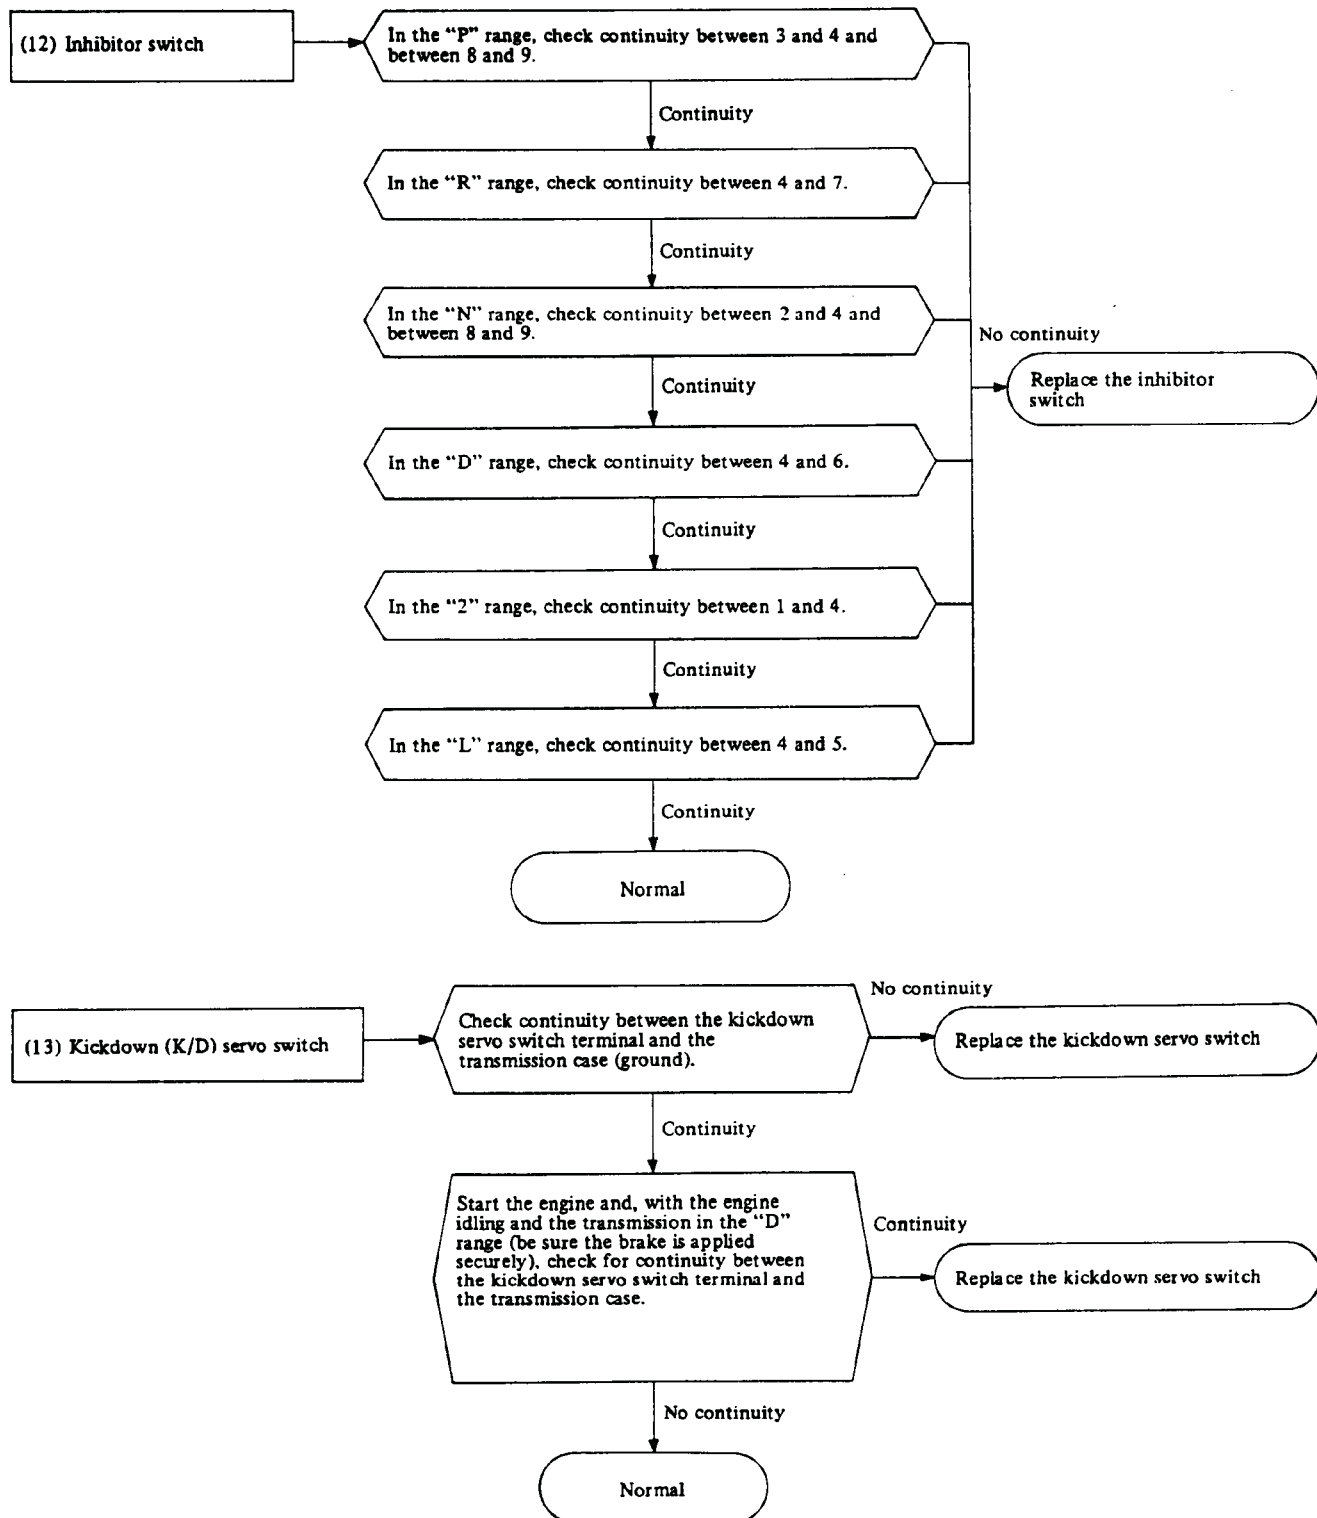 (12) Inhibitor switch
In the “P” range, check continuity between 3 and 4 and
between 8 and 9.
Continuity
In the “R” range, check continuity between 4 and 7.
Continuity
In the “N” range, check continuity between 2 and 4 and
between 8 and 9.
No continuity
Replace the inhibitor
switch
Continuity
In the “D” range, check continuity between 4 and 6.
Continuity
In the “2” range, check continuity between 1 and 4.
Continuity
In the “L” range, check continuity between 4 and 5.
Continuity
Normal
(13) Kickdown (K/D) servo switch
Check continuity between the kickdown
servo switch terminal and the
transmission case (ground).
No continuity
Replace the kickdown servo switch
Continuity
Start the engine and, with the engine
idling and the transmission in the “D”
range (be sure the brake is applied
securely), check for continuity between
the kickdown servo switch terminal and
the transmission case.
Continuity
Replace the kickdown servo switch
No continuity
Normal